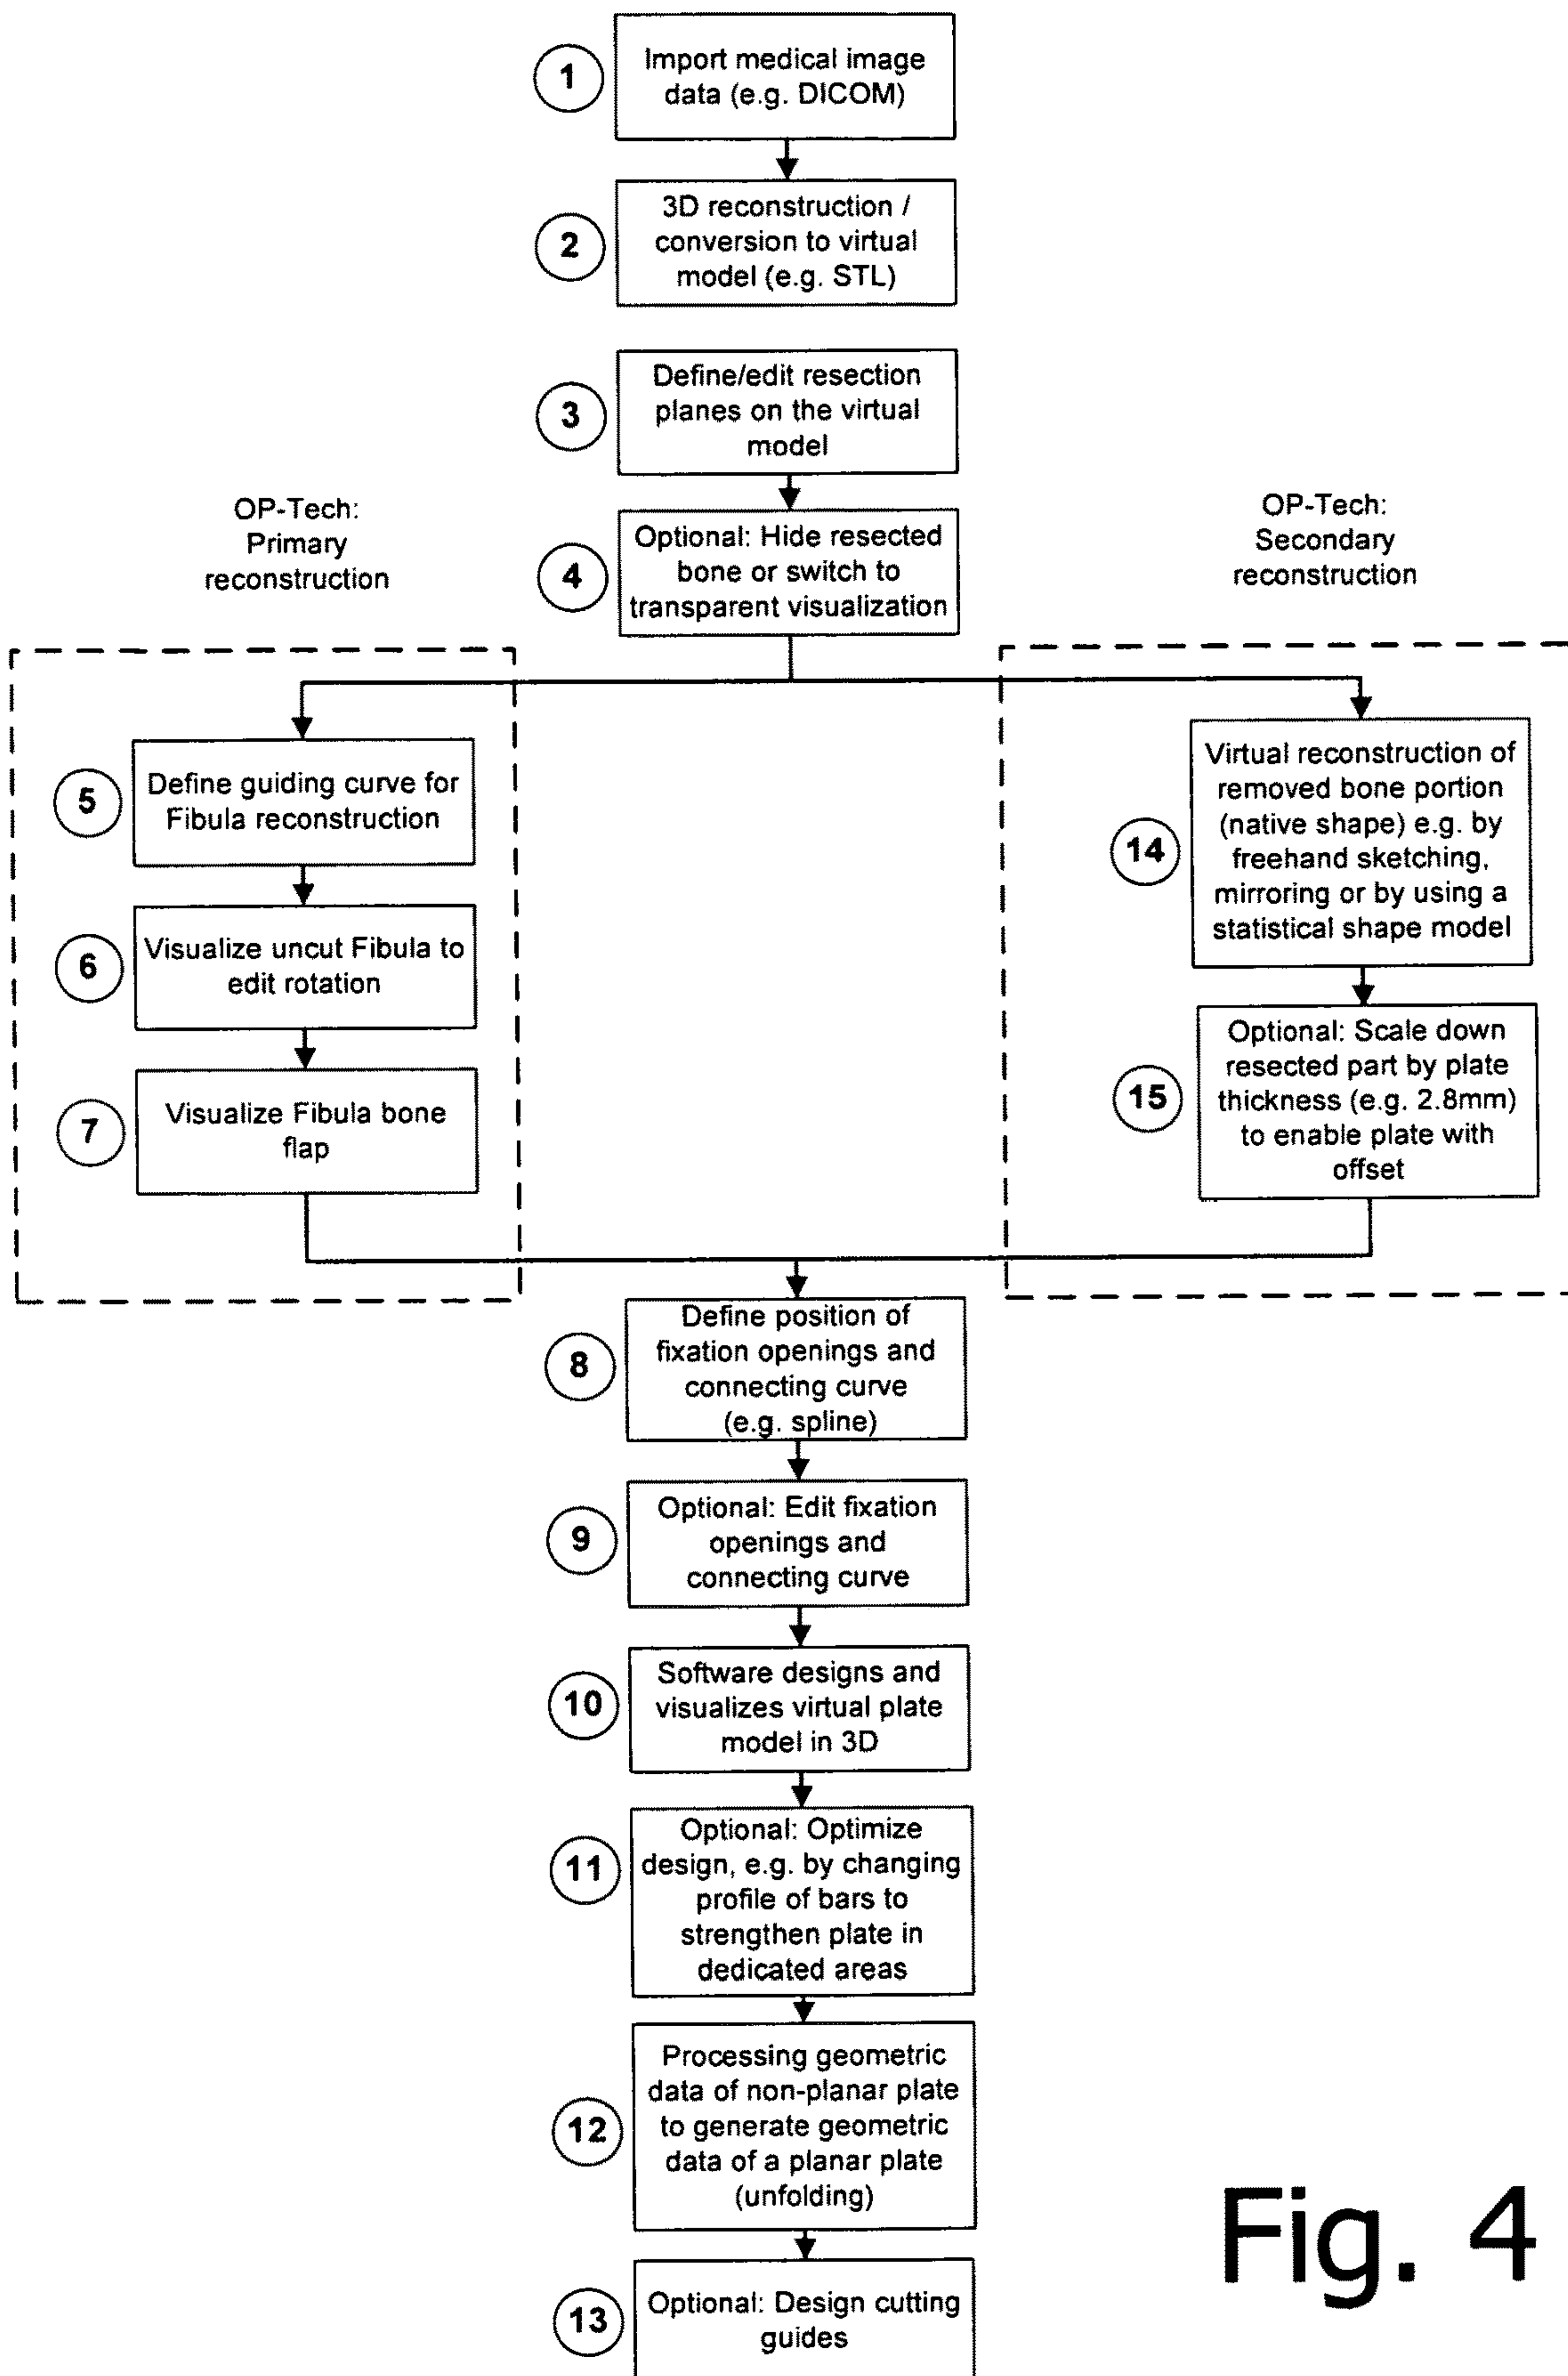 1
Import medical image
data (e.g. DICOM)
2
3D reconstruction /
conversion to virtual
model (e.g. STL)
3
Define/edit resection
planes on the virtual
model
4
Optional: Hide resected
bone or switch to
transparent visualization
OP-Tech:
Primary
reconstruction
5
Define guiding curve for
Fibula reconstruction
6
Visualize uncut Fibula to
edit rotation
7
Visualize Fibula bone
flap
OP-Tech:
Secondary
reconstruction
14
Virtual reconstruction of
removed bone portion
(native shape) e.g. by
freehand sketching,
mirroring or by using a
statistical shape model
15
Optional: Scale down
resected part by plate
thickness (e.g. 2.8mm)
to enable plate with
offset
8
Define position of
fixation openings and
connecting curve
(e.g. spline)
9
Optional: Edit fixation
openings and
connecting curve
10
Software designs and
visualizes virtual plate
model in 3D
11
Optional: Optimize
design, e.g. by changing
profile of bars to
strengthen plate in
dedicated areas
12
Processing geometric
data of non-planar plate
to generate geometric
data of a planar plate
(unfolding)
13
Optional: Design cutting
guides
Fig. 4